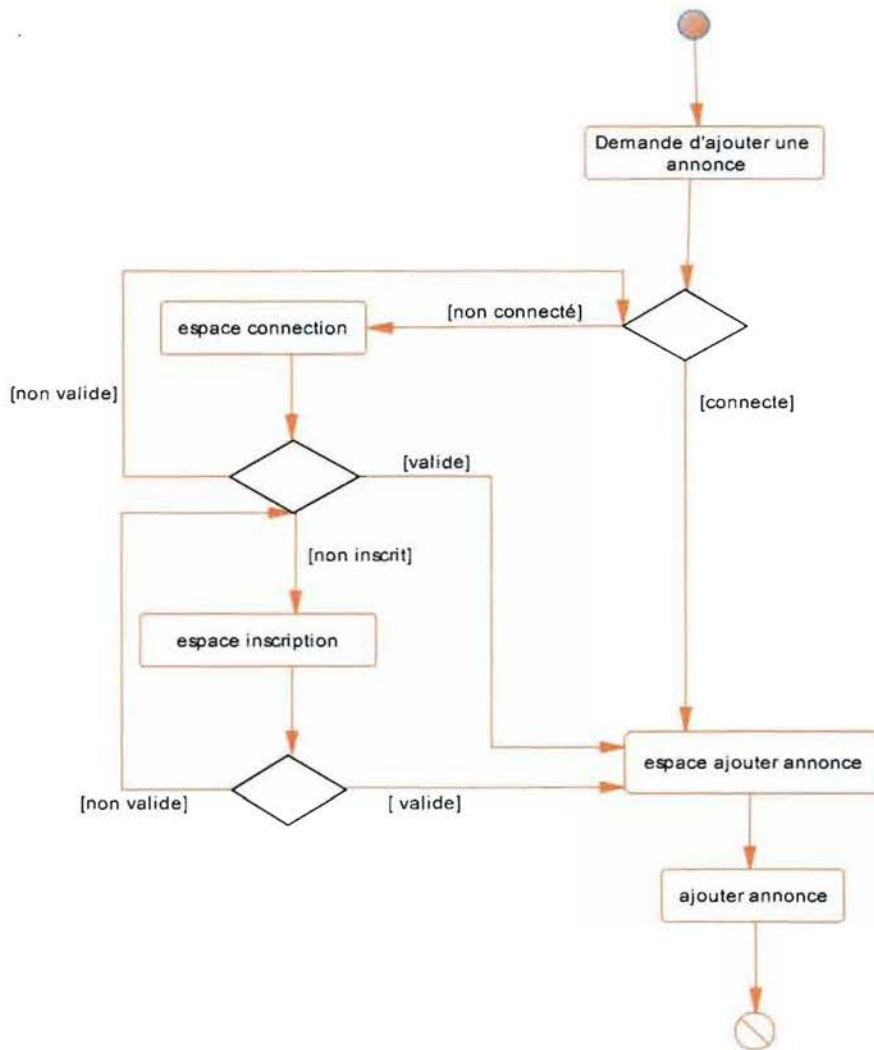 Demande d'ajouter une
annonce
[non connecté]
espace connection
[non valide]
[connecte]
[valide]
[non inscrit]
espace inscription
espace ajouter annonce
[non valide]
[ valide]
ajouter annonce